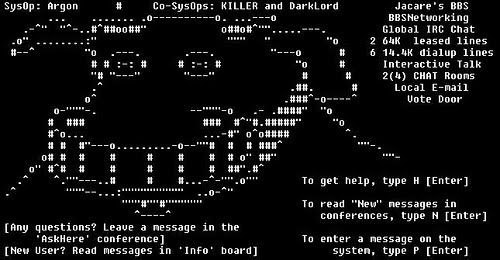 SysOp: Argon # Co-SysOps: KILLER and DarkLord
Jacare's BBS
BBSNetworking
Global IRC Chat
2 64K leased lines
6 14.4K dialup lines
Interactive Talk
2(4) CHAT Rooms
Local E-mail
Vote Door
To get help, type H [Enter]
To read "New" messages in
conferences, type N [Enter]
To enter a message on the
system, type P [Enter]
[Any questions? Leave a message in the
'AskHere' conference]
[New User? Read messages in 'Info' board]